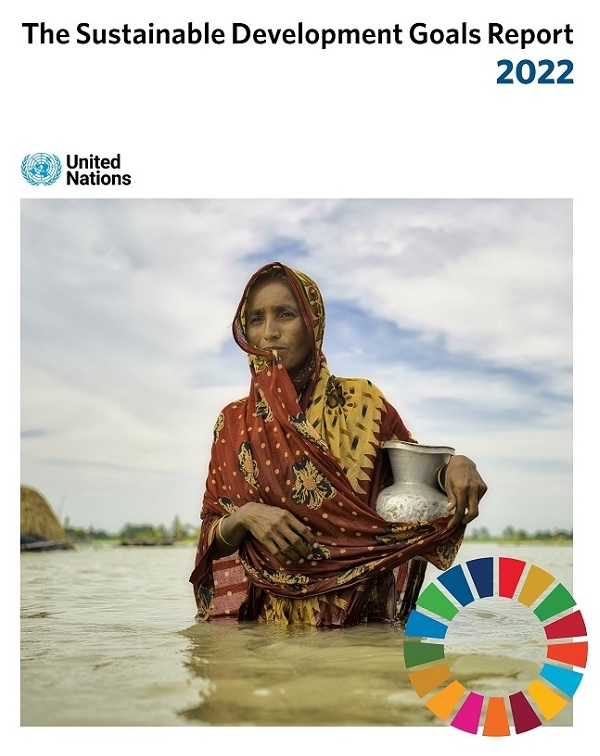 The Sustainable Development Goals Report
2022
United
Nations